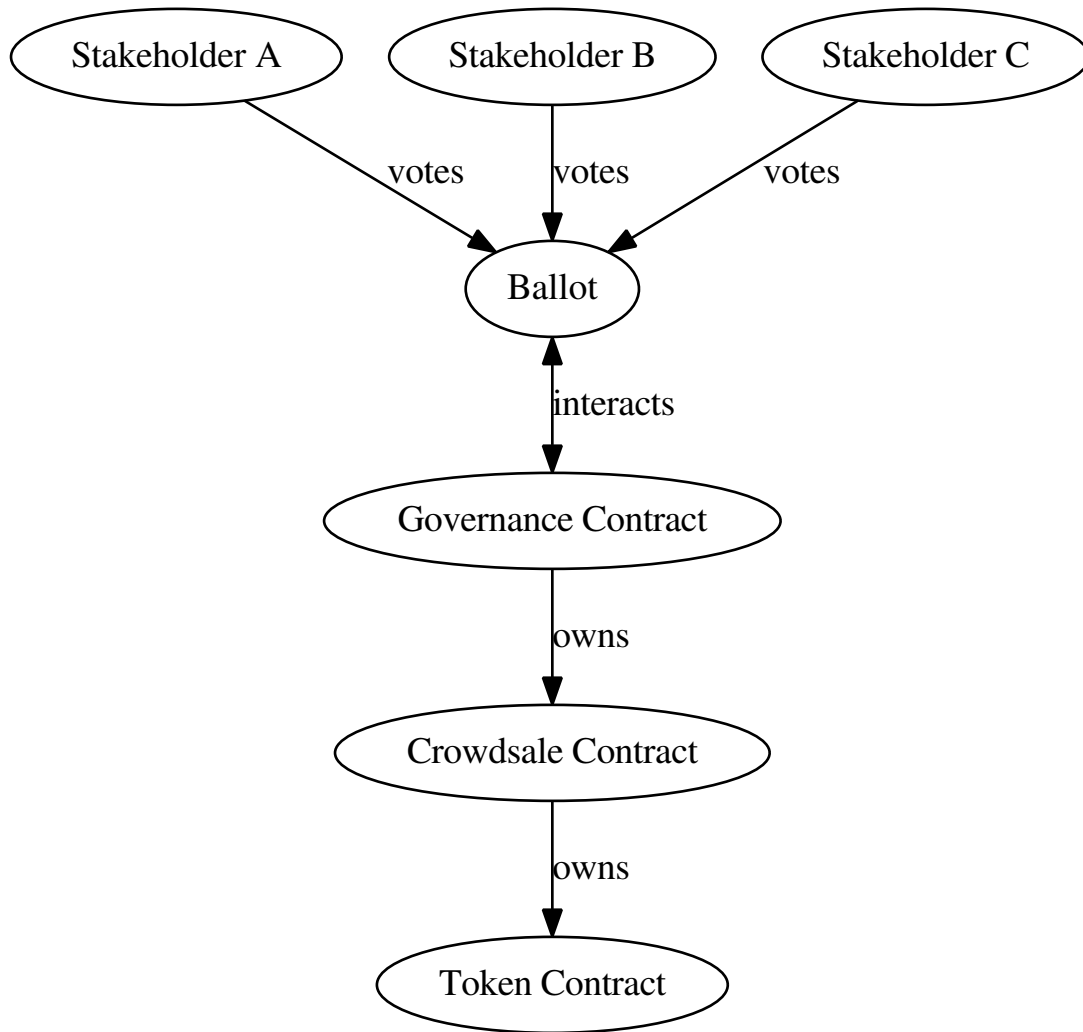 Stakeholder A
Stakeholder B
Stakeholder C
votes
votes
votes
Ballot
interacts
Governance Contract
owns
Crowdsale Contract
owns
Token Contract